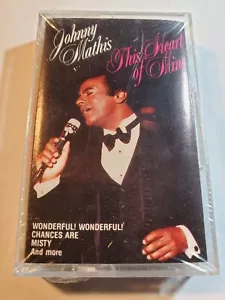 Johnny
Mathis
This Heart
of Mine
WONDERFUL! WONDERFUL!
CHANCES ARE
MISTY
And more